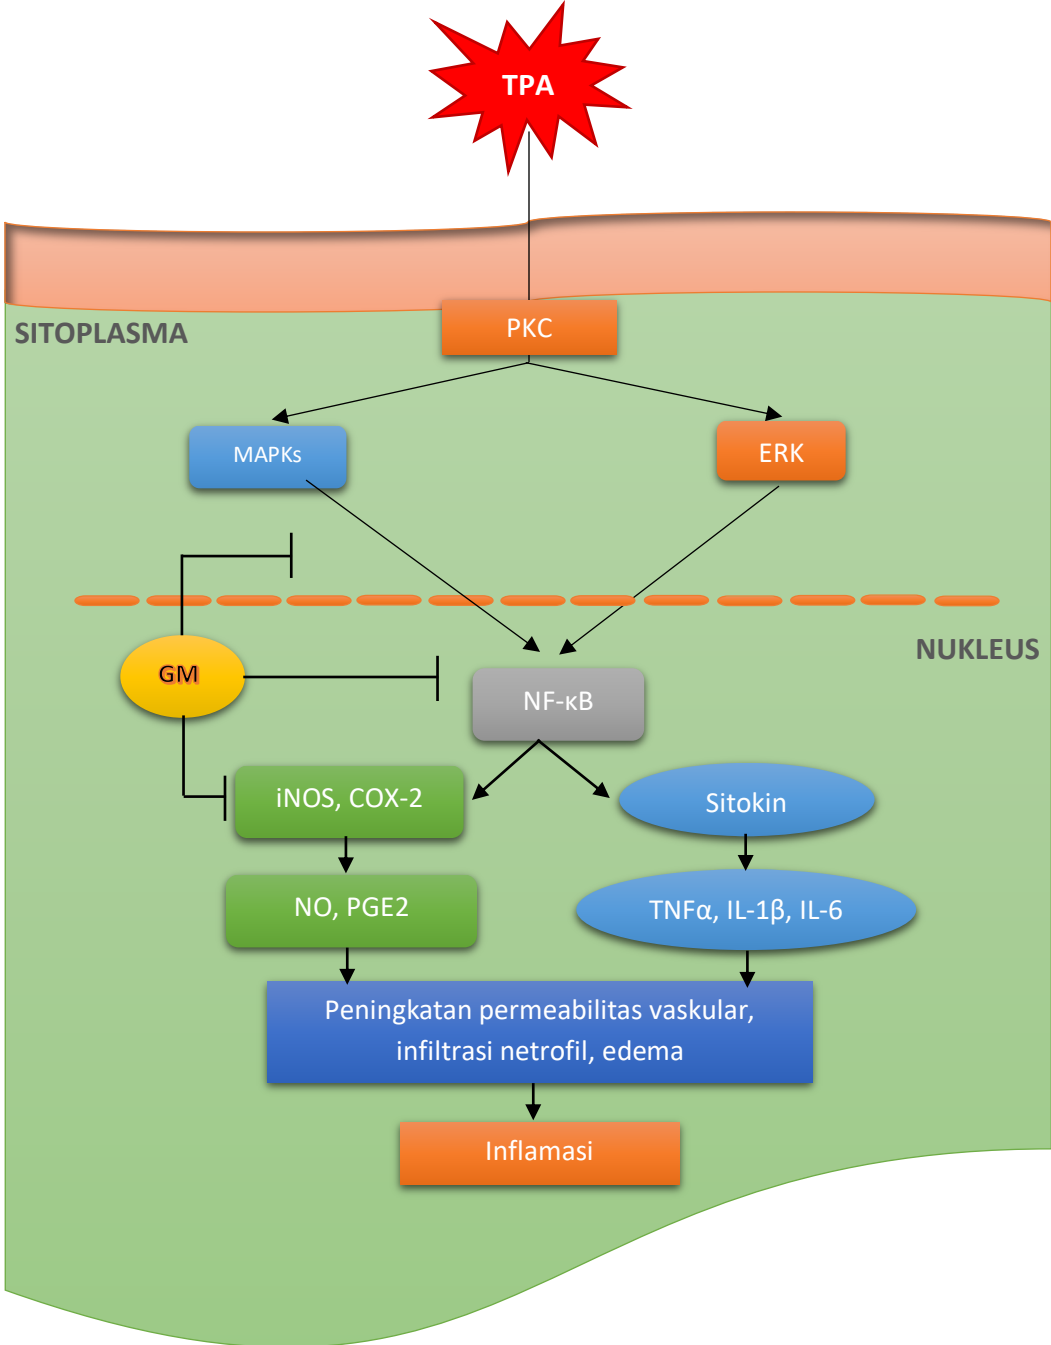 TPA
PKC
SITOPLASMA
MAPKs
ERK
NUKLEUS
GM
NF-κB
iNOS, COX-2
Sitokin
NO, PGE2
TNFα, IL-1β, IL-6
Peningkatan permeabilitas vaskular,
infiltrasi netrofil, edema
Inflamasi